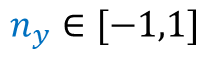 n_y ∈ [−1,1]